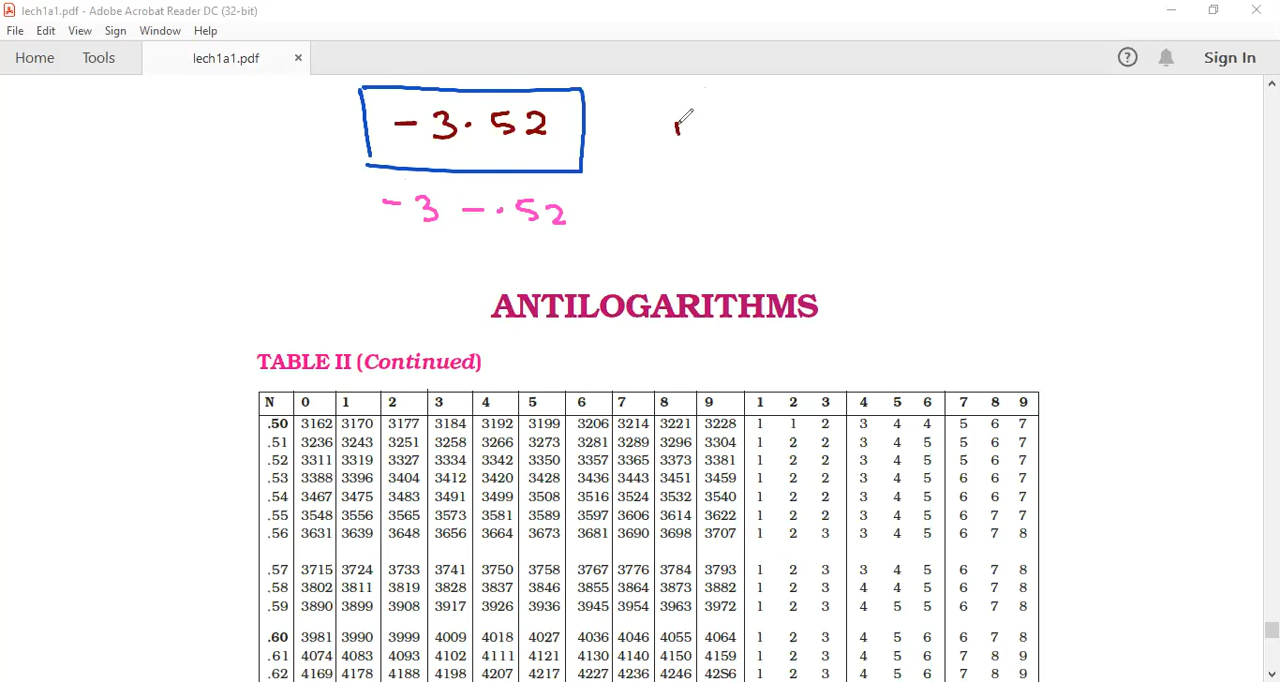 lech1a1.pdf - Adobe Acrobat Reader DC (32-bit)
File Edit View Sign Window Help
Home Tools lech1a1.pdf × ? Sign In
- 3.52
- 3 - .52
ANTILOGARITHMS
TABLE II (Continued)
N 0 1 2 3 4 5 6 7 8 9 1 2 3 4 5 6 7 8 9
.50 3162 3170 3177 3184 3192 3199 3206 3214 3221 3228 1 1 2 3 4 4 5 6 7
.51 3236 3243 3251 3258 3266 3273 3281 3289 3296 3304 1 2 2 3 4 5 5 6 7
.52 3311 3319 3327 3334 3342 3350 3357 3365 3373 3381 1 2 2 3 4 5 5 6 7
.53 3388 3396 3404 3412 3420 3428 3436 3443 3451 3459 1 2 2 3 4 5 6 6 7
.54 3467 3475 3483 3491 3499 3508 3516 3524 3532 3540 1 2 2 3 4 5 6 6 7
.55 3548 3556 3565 3573 3581 3589 3597 3606 3614 3622 1 2 2 3 4 5 6 7 7
.56 3631 3639 3648 3656 3664 3673 3681 3690 3698 3707 1 2 3 3 4 5 6 7 8
.57 3715 3724 3733 3741 3750 3758 3767 3776 3784 3793 1 2 3 3 4 5 6 7 8
.58 3802 3811 3819 3828 3837 3846 3855 3864 3873 3882 1 2 3 4 4 5 6 7 8
.59 3890 3899 3908 3917 3926 3936 3945 3954 3963 3972 1 2 3 4 5 5 6 7 8
.60 3981 3990 3999 4009 4018 4027 4036 4046 4055 4064 1 2 3 4 5 6 6 7 8
.61 4074 4083 4093 4102 4111 4121 4130 4140 4150 4159 1 2 3 4 5 6 7 8 9
.62 4169 4178 4188 4198 4207 4217 4227 4236 4246 42S6 1 2 3 4 5 6 7 8 9